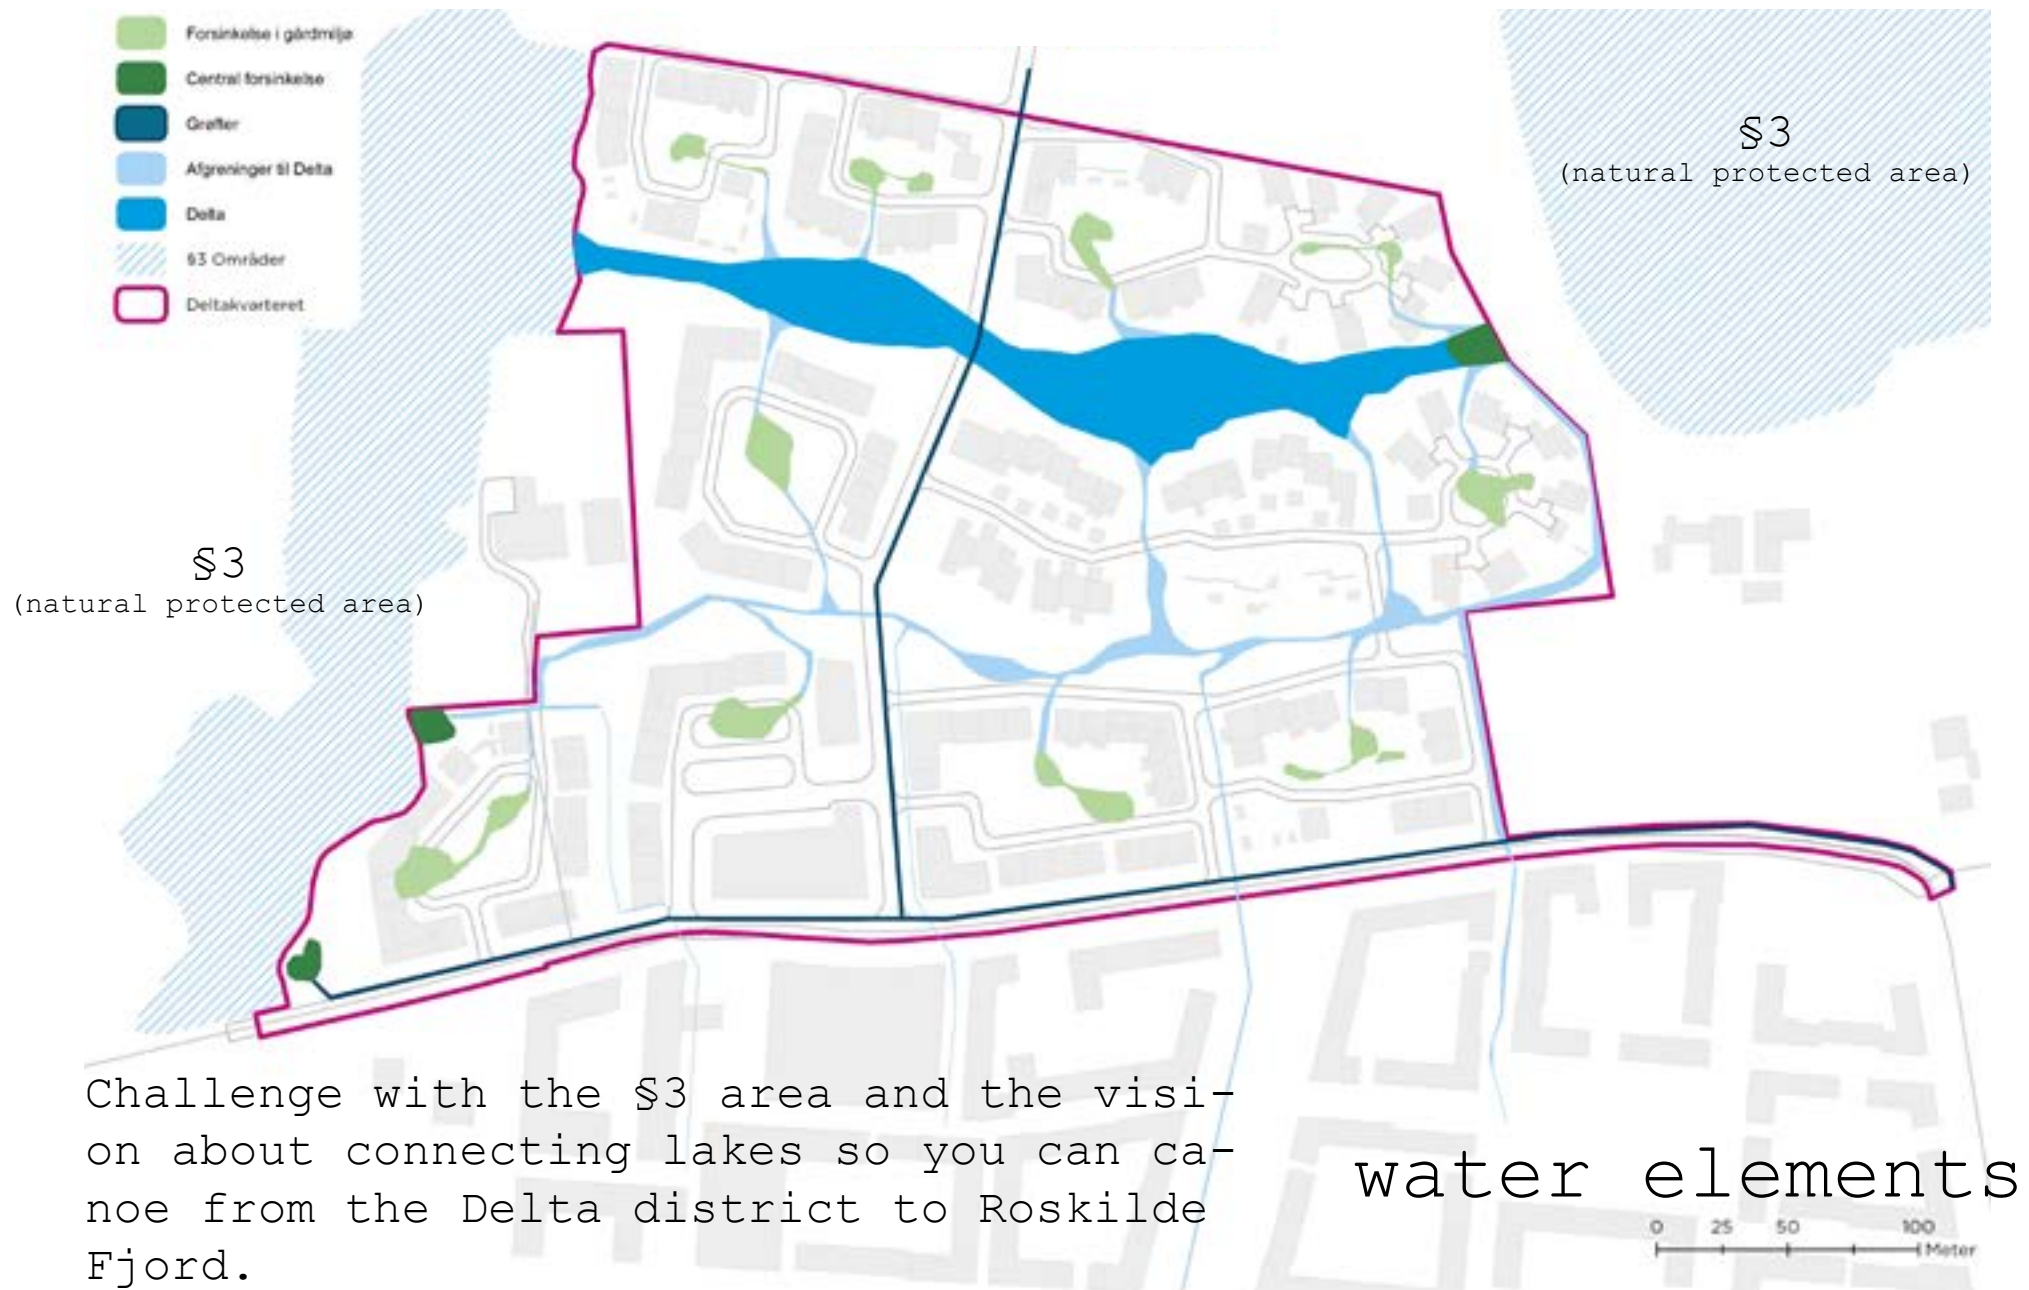 Forsinkelse i gårdmiljø
Central forsinkelse
Grøfter
Afgreninger til Delta
Delta
§3 Områder
Deltakvarteret
§3
(natural protected area)
§3
(natural protected area)
Challenge with the §3 area and the visi-
on about connecting lakes so you can ca-
noe from the Delta district to Roskilde
Fjord.
water elements
0 25 50 100
Meter